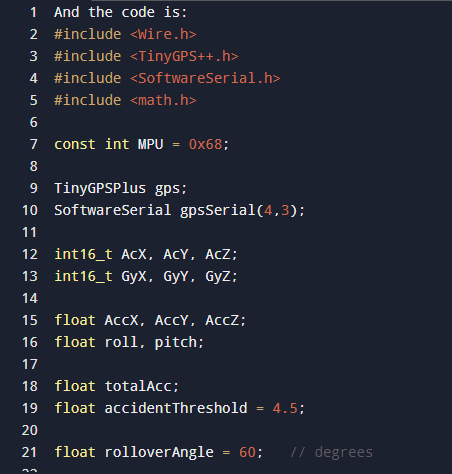 1 And the code is:
2 #include <Wire.h>
3 #include <TinyGPS++.h>
4 #include <SoftwareSerial.h>
5 #include <math.h>
6
7 const int MPU = 0x68;
8
9 TinyGPSPlus gps;
10 SoftwareSerial gpsSerial(4,3);
11
12 int16_t AcX, AcY, AcZ;
13 int16_t GyX, GyY, GyZ;
14
15 float AccX, AccY, AccZ;
16 float roll, pitch;
17
18 float totalAcc;
19 float accidentThreshold = 4.5;
20
21 float rolloverAngle = 60;   // degrees